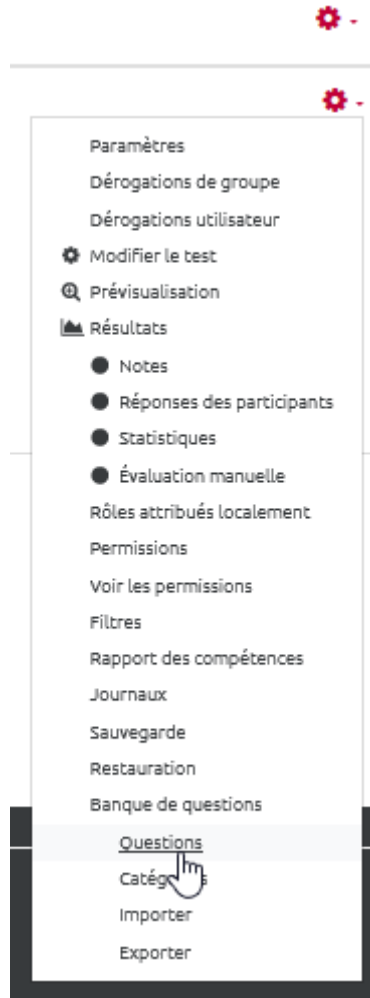 Paramètres
Dérogations de groupe
Dérogations utilisateur
Modifier le test
Prévisualisation
Résultats
Notes
Réponses des participants
Statistiques
Évaluation manuelle
Rôles attribués localement
Permissions
Voir les permissions
Filtres
Rapport des compétences
Journaux
Sauvegarde
Restauration
Banque de questions
Questions
Importer
Exporter